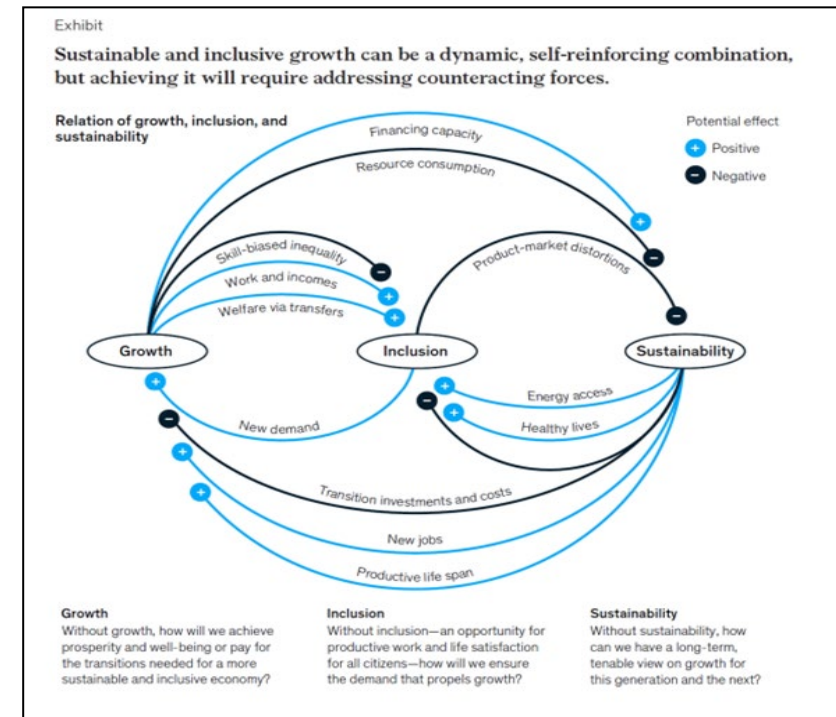 Exhibit
Sustainable and inclusive growth can be a dynamic, self-reinforcing combination,
but achieving it will require addressing counteracting forces.
Relation of growth, inclusion, and
sustainability
Potential effect
+ Positive
− Negative
Financing capacity
+
Resource consumption
−
Skill-biased inequality
−
Work and incomes
+
Welfare via transfers
+
Product-market distortions
−
Growth
Inclusion
Sustainability
+
New demand
−
Transition investments and costs
+
New jobs
+
Productive life span
+
Energy access
+
Healthy lives
−
Growth
Without growth, how will we achieve
prosperity and well-being or pay for
the transitions needed for a more
sustainable and inclusive economy?
Inclusion
Without inclusion—an opportunity for
productive work and life satisfaction
for all citizens—how will we ensure
the demand that propels growth?
Sustainability
Without sustainability, how
can we have a long-term,
tenable view on growth for
this generation and the next?